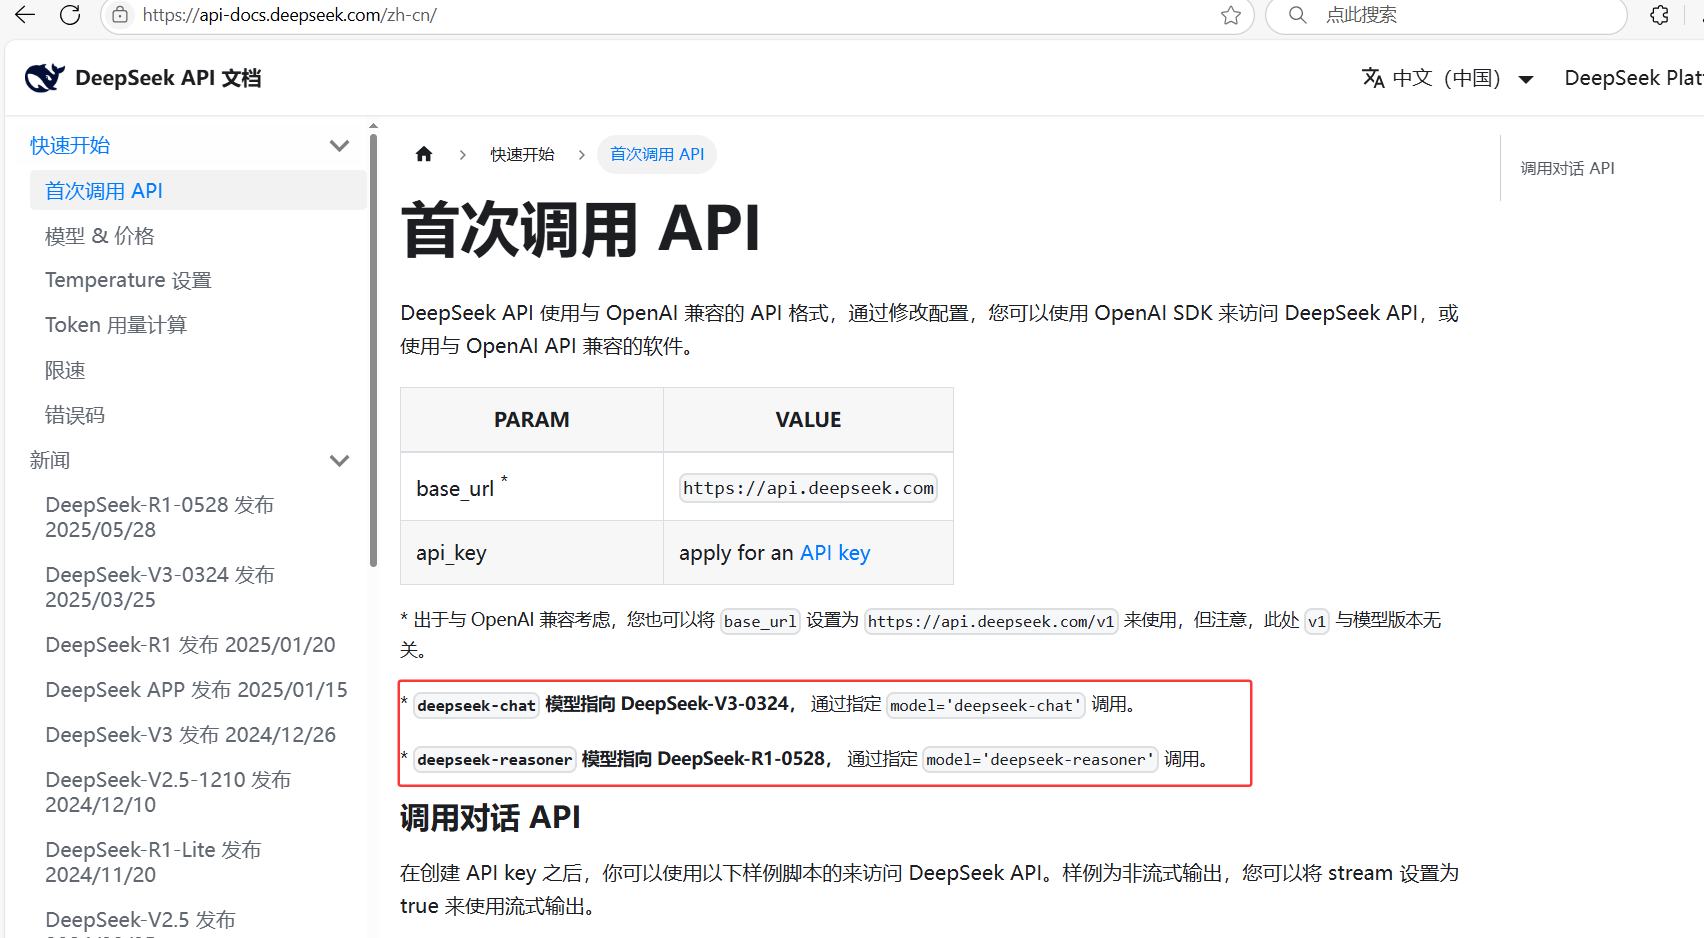 https://api-docs.deepseek.com/zh-cn/
点此搜索
DeepSeek API 文档
中文（中国）
DeepSeek Plat
快速开始
首次调用 API
模型 & 价格
Temperature 设置
Token 用量计算
限速
错误码
新闻
DeepSeek-R1-0528 发布
2025/05/28
DeepSeek-V3-0324 发布
2025/03/25
DeepSeek-R1 发布 2025/01/20
DeepSeek APP 发布 2025/01/15
DeepSeek-V3 发布 2024/12/26
DeepSeek-V2.5-1210 发布
2024/12/10
DeepSeek-R1-Lite 发布
2024/11/20
DeepSeek-V2.5 发布
快速开始
首次调用 API
首次调用 API
DeepSeek API 使用与 OpenAI 兼容的 API 格式，通过修改配置，您可以使用 OpenAI SDK 来访问 DeepSeek API，或
使用与 OpenAI API 兼容的软件。
PARAM VALUE
base_url * https://api.deepseek.com
api_key apply for an API key
* 出于与 OpenAI 兼容考虑，您也可以将 base_url 设置为 https://api.deepseek.com/v1 来使用，但注意，此处 v1 与模型版本无
关。
* deepseek-chat 模型指向 DeepSeek-V3-0324， 通过指定 model='deepseek-chat' 调用。
* deepseek-reasoner 模型指向 DeepSeek-R1-0528， 通过指定 model='deepseek-reasoner' 调用。
调用对话 API
在创建 API key 之后，你可以使用以下样例脚本的来访问 DeepSeek API。样例为非流式输出，您可以将 stream 设置为
true 来使用流式输出。
调用对话 API